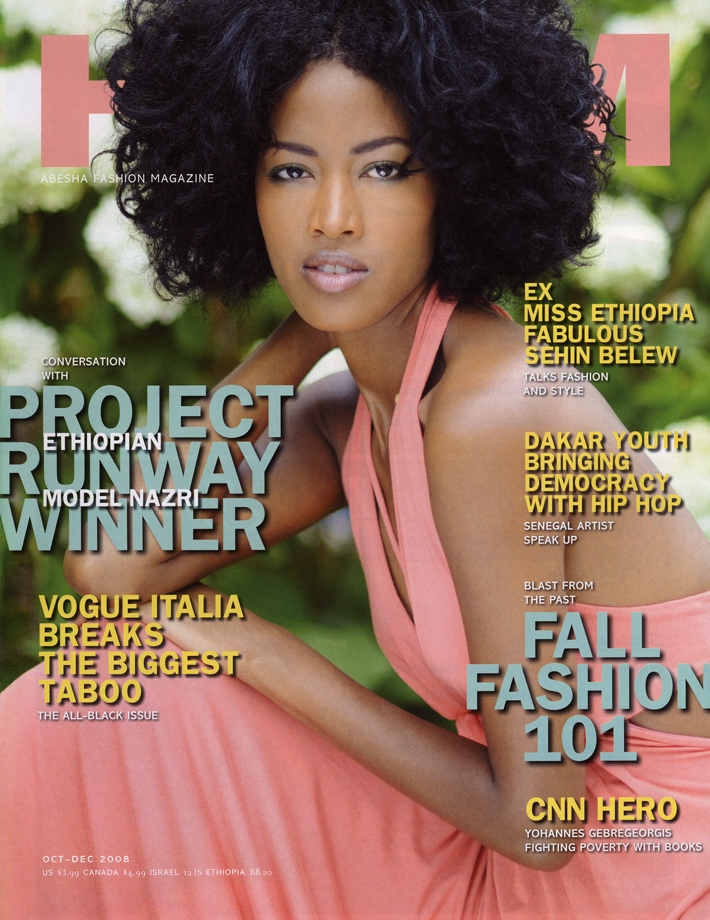 H M
ABESHA FASHION MAGAZINE
EX
MISS ETHIOPIA
FABULOUS
SEHIN BELEW
TALKS FASHION
AND STYLE
CONVERSATION
WITH
PROJECT
ETHIOPIAN
RUNWAY
MODEL NAZRI
WINNER
DAKAR YOUTH
BRINGING
DEMOCRACY
WITH HIP HOP
SENEGAL ARTIST
SPEAK UP
VOGUE ITALIA
BREAKS
THE BIGGEST
TABOO
THE ALL-BLACK ISSUE
BLAST FROM
THE PAST
FALL
FASHION
101
CNN HERO
YOHANNES GEBREGEORGIS
FIGHTING POVERTY WITH BOOKS
OCT–DEC 2008
US $3.99 CANADA $4.99 ISRAEL 12 IS ETHIOPIA BB 20